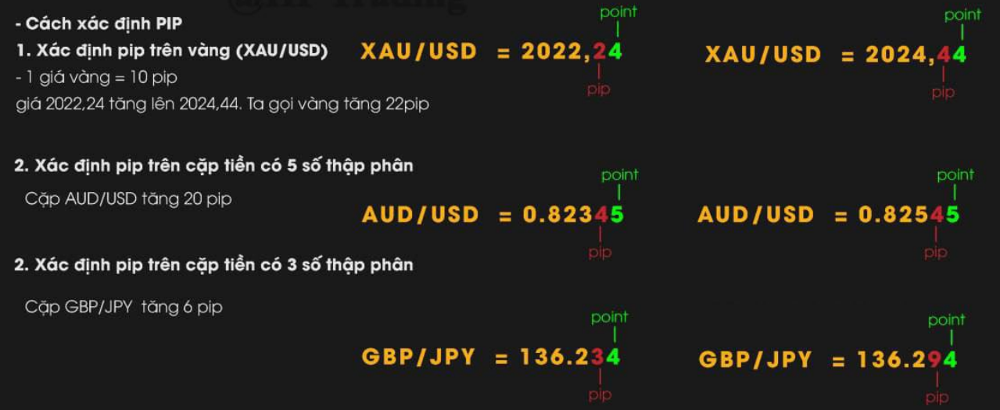 - Cách xác định PIP
1. Xác định pip trên vàng (XAU/USD)
- 1 giá vàng = 10 pip
giá 2022,24 tăng lên 2024,44. Ta gọi vàng tăng 22pip
point
XAU/USD = 2022,24
pip
point
XAU/USD = 2024,44
pip
2. Xác định pip trên cặp tiền có 5 số thập phân
Cặp AUD/USD tăng 20 pip
point
AUD/USD = 0.82345
pip
point
AUD/USD = 0.82545
pip
2. Xác định pip trên cặp tiền có 3 số thập phân
Cặp GBP/JPY tăng 6 pip
point
GBP/JPY = 136.234
pip
point
GBP/JPY = 136.294
pip